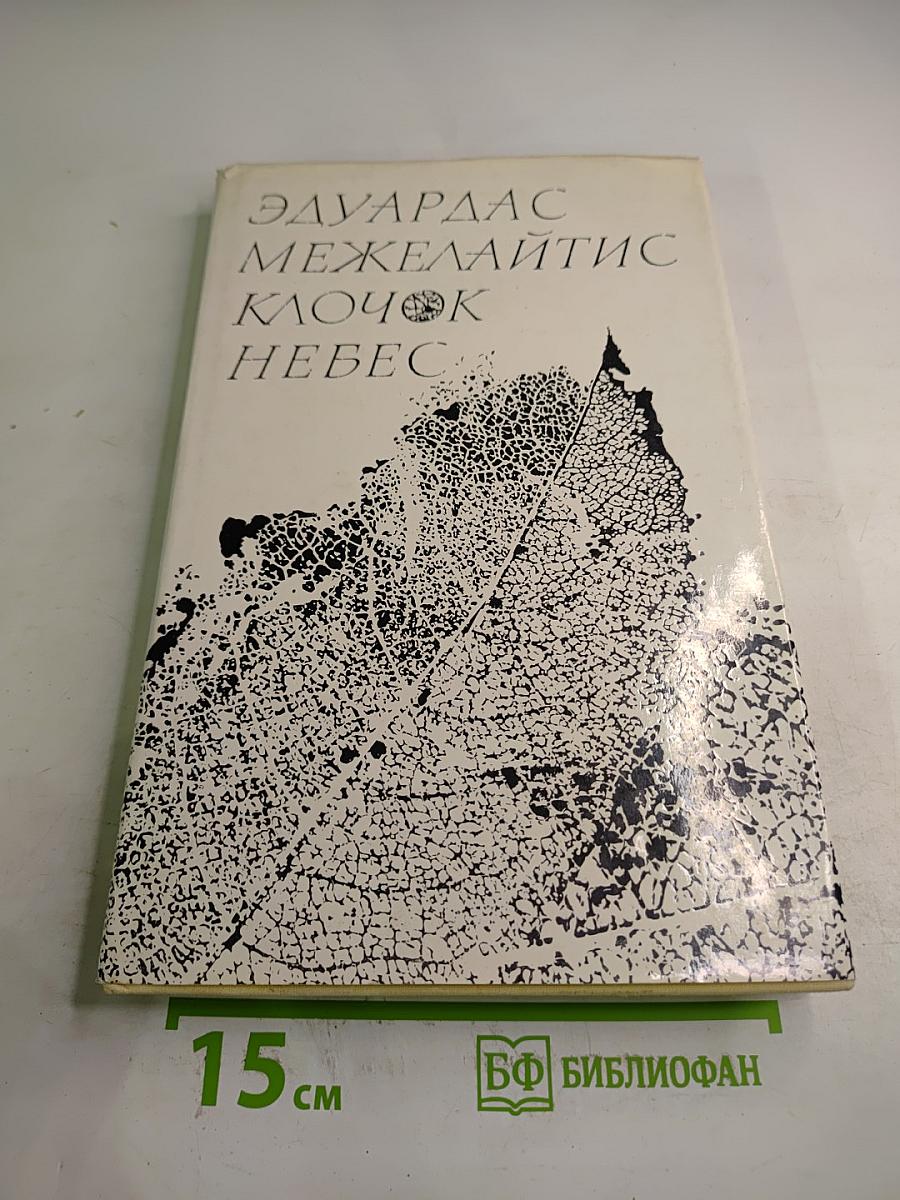 ЭДУАРДАС
МЕЖЕЛАЙТИС
КЛОЧОК
НЕБЕС
15 см
БФ БИБЛИОФАН